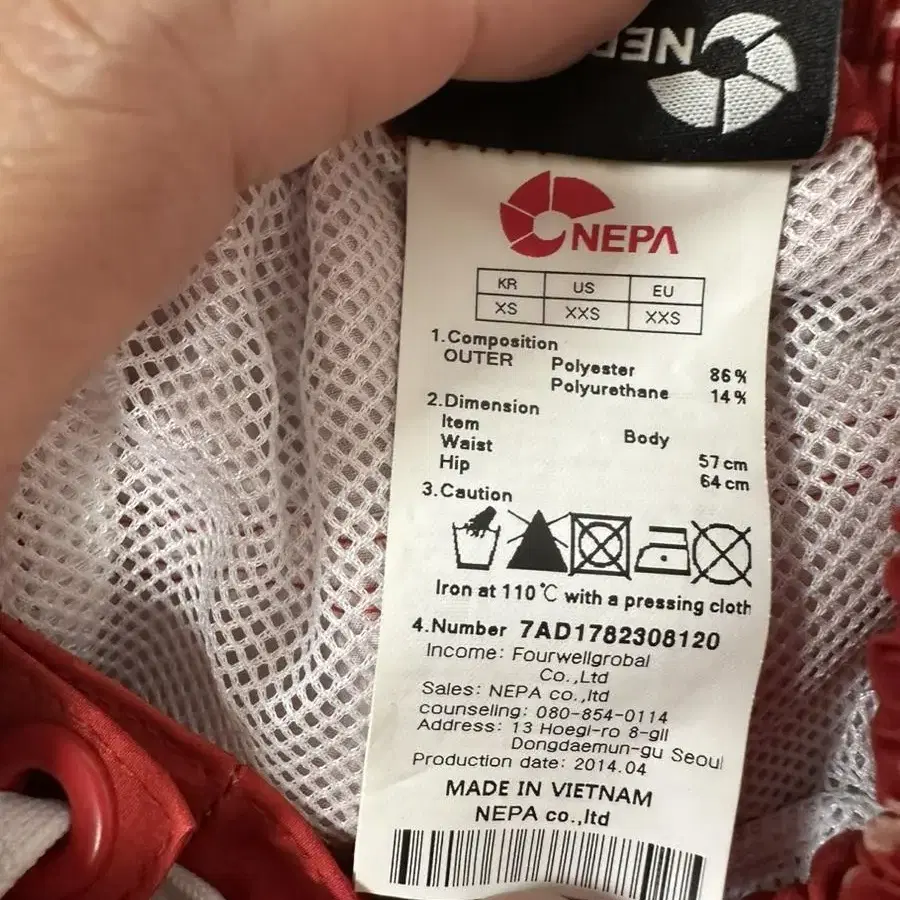 NEPA
KR US EU
XS XXS XXS
1.Composition
OUTER Polyester 86%
Polyurethane 14%
2.Dimension
Item Body
Waist 57cm
Hip 64cm
3.Caution
Iron at 110℃ with a pressing cloth
4.Number 7AD1782308120
Income: Fourwellgrobal
Co.,Ltd
Sales: NEPA co.,ltd
counseling: 080-854-0114
Address: 13 Hoegi-ro 8-gil
Dongdaemun-gu Seoul
Production date: 2014.04
MADE IN VIETNAM
NEPA co.,ltd